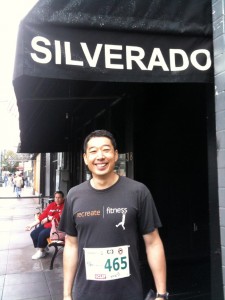 SILVERADO
recreate | fitness
465